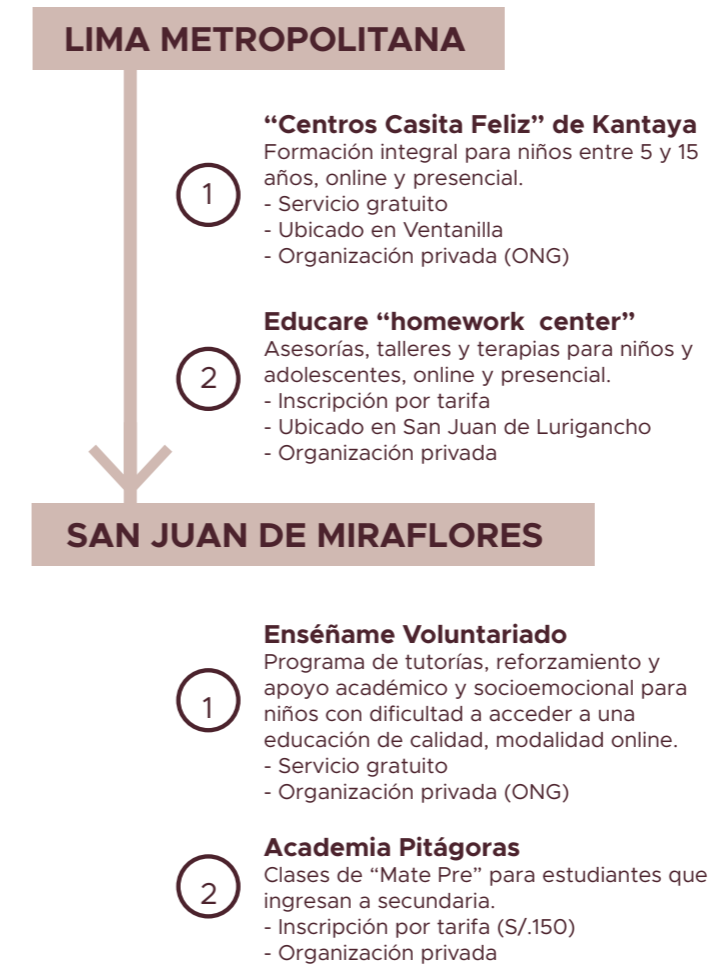 LIMA METROPOLITANA
“Centros Casita Feliz” de Kantaya
Formación integral para niños entre 5 y 15
años, online y presencial.
1
- Servicio gratuito
- Ubicado en Ventanilla
- Organización privada (ONG)
Educare “homework  center”
Asesorías, talleres y terapias para niños y
adolescentes, online y presencial.
2
- Inscripción por tarifa
- Ubicado en San Juan de Lurigancho
- Organización privada
SAN JUAN DE MIRAFLORES
Enséñame Voluntariado
Programa de tutorías, reforzamiento y
apoyo académico y socioemocional para
1
niños con dificultad a acceder a una
educación de calidad, modalidad online.
- Servicio gratuito
- Organización privada (ONG)
Academia Pitágoras
Clases de “Mate Pre” para estudiantes que
2
ingresan a secundaria.
- Inscripción por tarifa (S/.150)
- Organización privada